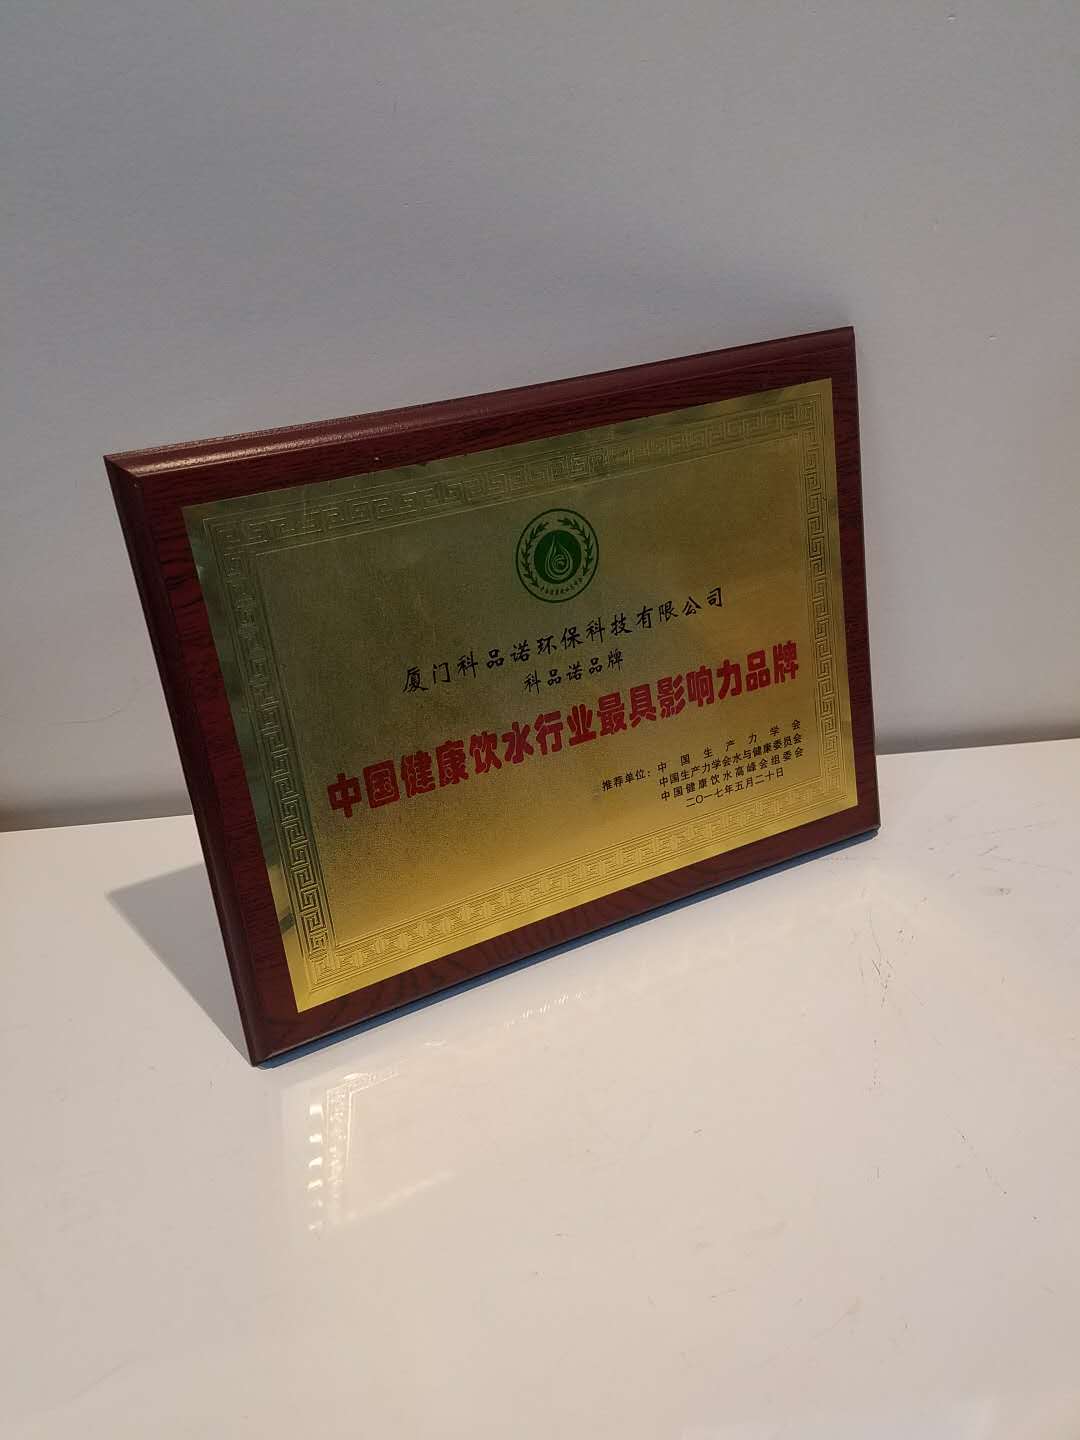 厦门科品诺环保科技有限公司
科品诺品牌
中国健康饮水行业最具影响力品牌
推荐单位：中国生产力学会
中国生产力学会水与健康委员会
中国健康饮水高峰会组委会
二〇一七年五月二十日